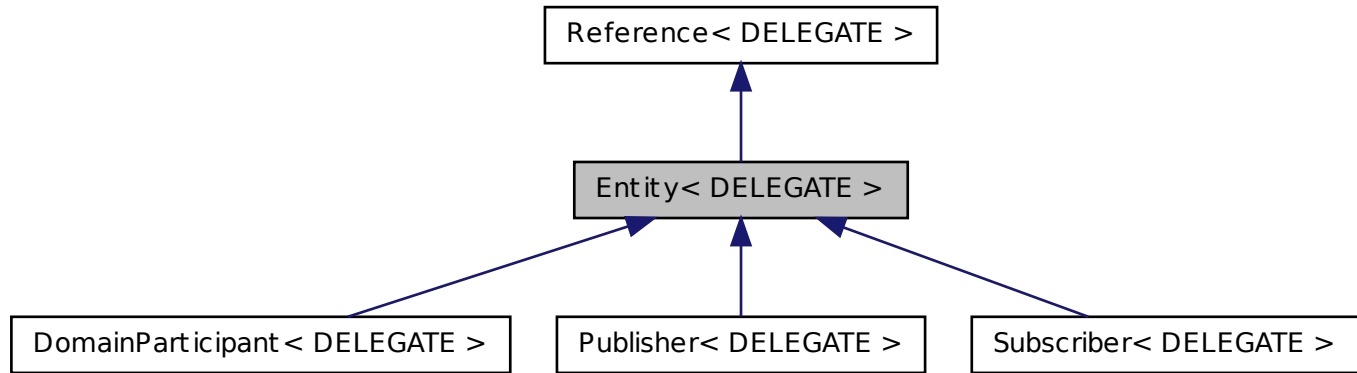 Reference< DELEGATE >
Entity< DELEGATE >
DomainParticipant< DELEGATE >
Publisher< DELEGATE >
Subscriber< DELEGATE >